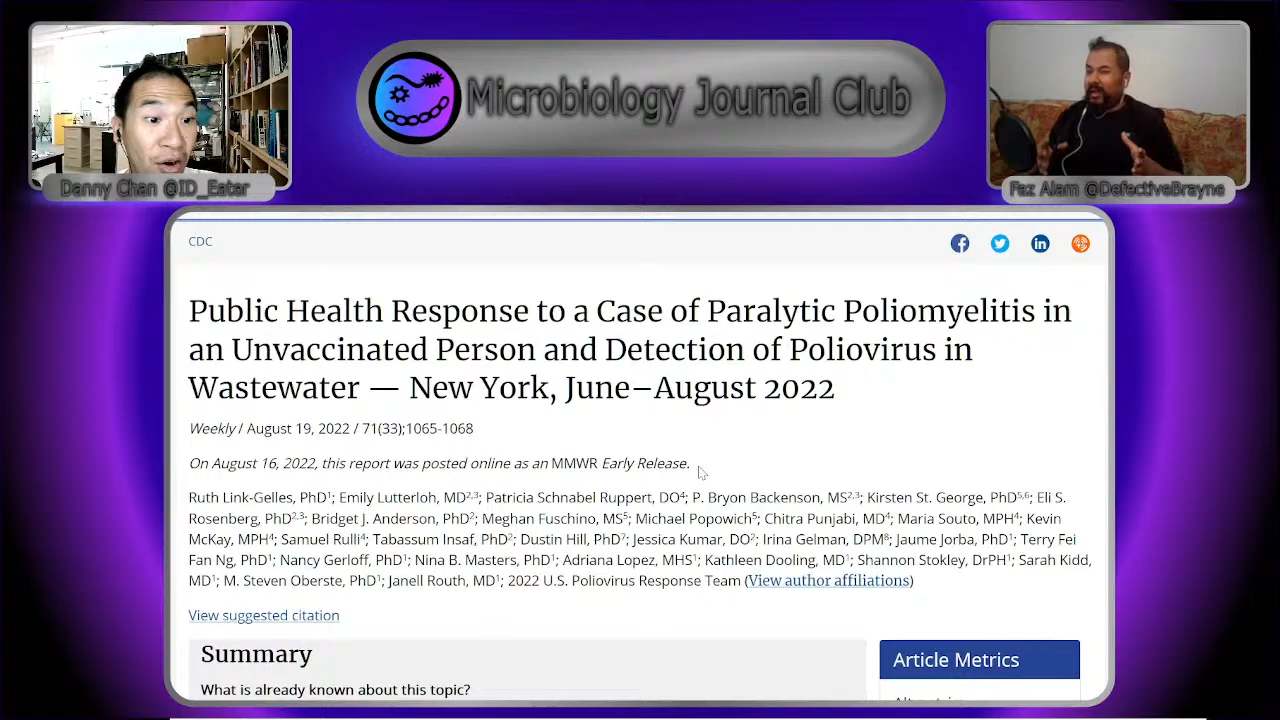 Microbiology Journal Club
Danny Chan @ID_Eater
Faz Alam @DefectiveBrayne
CDC
Public Health Response to a Case of Paralytic Poliomyelitis in
an Unvaccinated Person and Detection of Poliovirus in
Wastewater — New York, June–August 2022
Weekly / August 19, 2022 / 71(33);1065-1068
On August 16, 2022, this report was posted online as an MMWR Early Release.
Ruth Link-Gelles, PhD1; Emily Lutterloh, MD2,3; Patricia Schnabel Ruppert, DO4; P. Bryon Backenson, MS2,3; Kirsten St. George, PhD5,6; Eli S.
Rosenberg, PhD2,3; Bridget J. Anderson, PhD2; Meghan Fuschino, MS5; Michael Popowich5; Chitra Punjabi, MD4; Maria Souto, MPH4; Kevin
McKay, MPH4; Samuel Rulli4; Tabassum Insaf, PhD2; Dustin Hill, PhD7; Jessica Kumar, DO2; Irina Gelman, DPM8; Jaume Jorba, PhD1; Terry Fei
Fan Ng, PhD1; Nancy Gerloff, PhD1; Nina B. Masters, PhD1; Adriana Lopez, MHS1; Kathleen Dooling, MD1; Shannon Stokley, DrPH1; Sarah Kidd,
MD1; M. Steven Oberste, PhD1; Janell Routh, MD1; 2022 U.S. Poliovirus Response Team (View author affiliations)
View suggested citation
Summary
What is already known about this topic?
Article Metrics